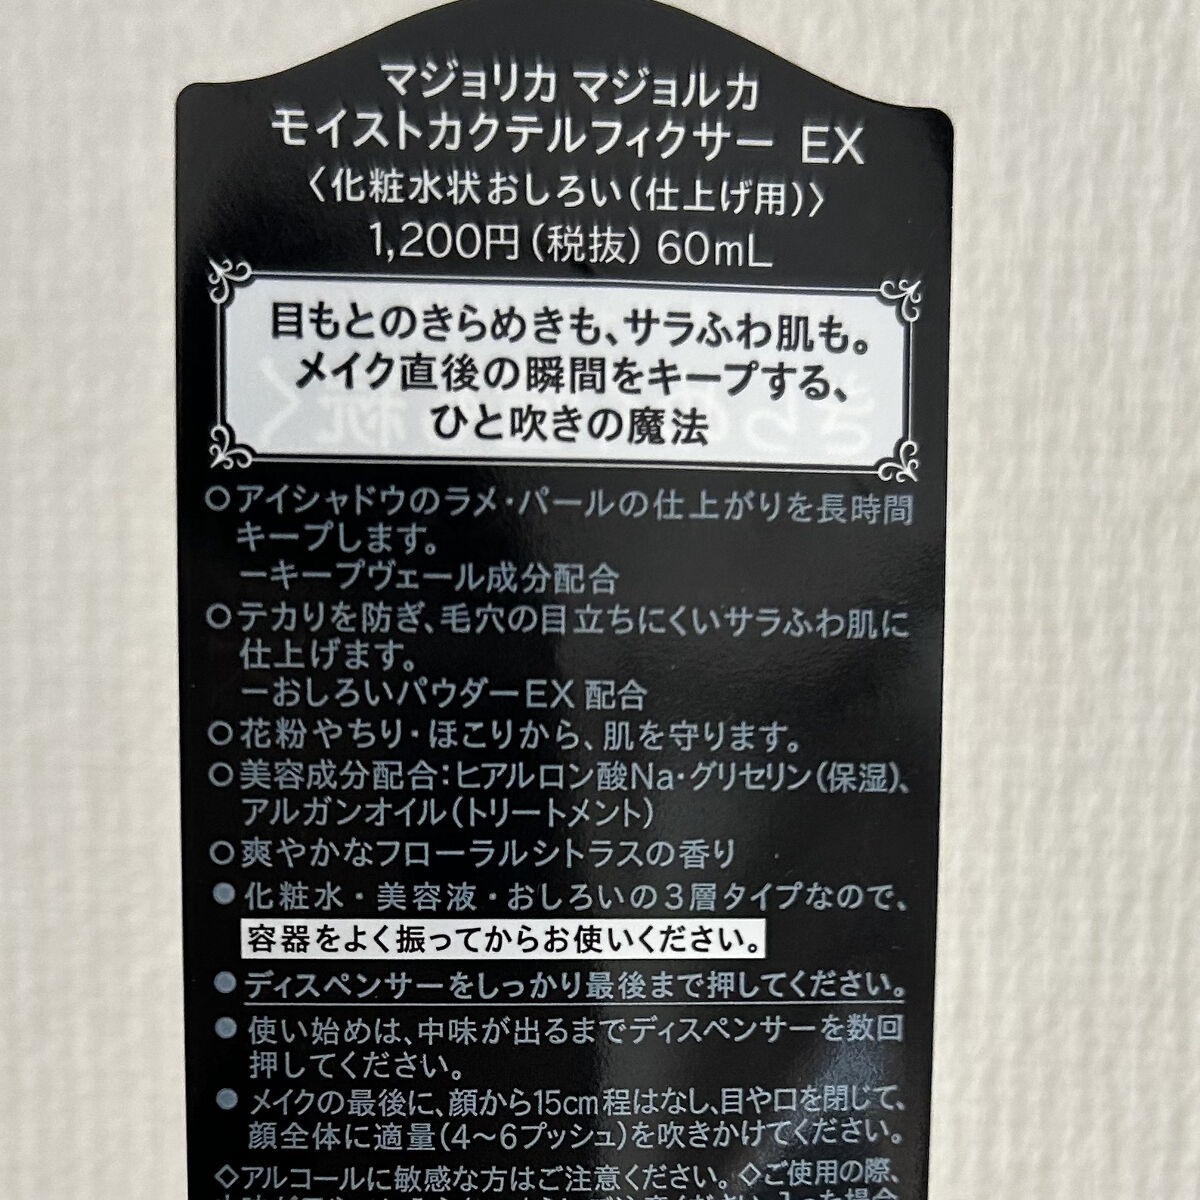 マジョリカ マジョルカ
モイストカクテルフィクサー EX
〈化粧水状おしろい(仕上げ用)〉
1,200円(税抜) 60mL
目もとのきらめきも、サラふわ肌も。
メイク直後の瞬間をキープする、
ひと吹きの魔法
○アイシャドウのラメ・パールの仕上がりを長時間
キープします。
ーキープヴェール成分配合
○テカリを防ぎ、毛穴の目立ちにくいサラふわ肌に
仕上げます。
ーおしろいパウダーEX 配合
○花粉やちり・ほこりから、肌を守ります。
○美容成分配合:ヒアルロン酸Na・グリセリン(保湿)、
アルガンオイル(トリートメント)
○爽やかなフローラルシトラスの香り
●化粧水・美容液・おしろいの3層タイプなので、
容器をよく振ってからお使いください。
●ディスペンサーをしっかり最後まで押してください。
●使い始めは、中味が出るまでディスペンサーを数回
押してください。
●メイクの最後に、顔から15cm程はなし、目や口を閉じて、
顔全体に適量(4〜6プッシュ)を吹きかけてください。
◇アルコールに敏感な方はご注意ください。◇ご使用の際、